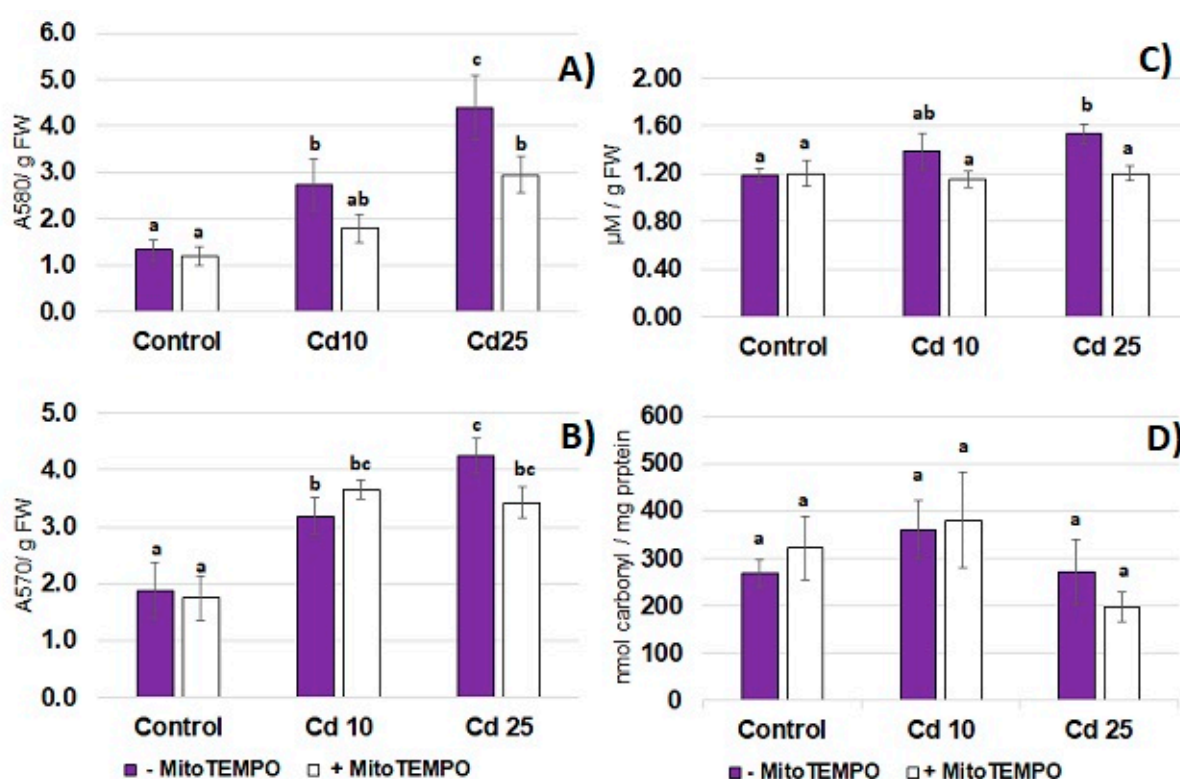 A)
A580/ g FW
6.0
5.0
4.0
3.0
2.0
1.0
0.0
a
a
b
ab
c
b
Control
Cd10
Cd25
C)
µM / g FW
2.00
1.60
1.20
0.80
0.40
0.00
a
a
ab
a
b
a
Control
Cd 10
Cd 25
B)
A570/ g FW
5.0
4.0
3.0
2.0
1.0
0.0
a
a
b
bc
c
bc
Control
Cd 10
Cd 25
- MitoTEMPO
+ MitoTEMPO
D)
nmol carbonyl / mg prptein
600
500
400
300
200
100
0
a
a
a
a
a
a
Control
Cd 10
Cd 25
- MitoTEMPO
+ MitoTEMPO